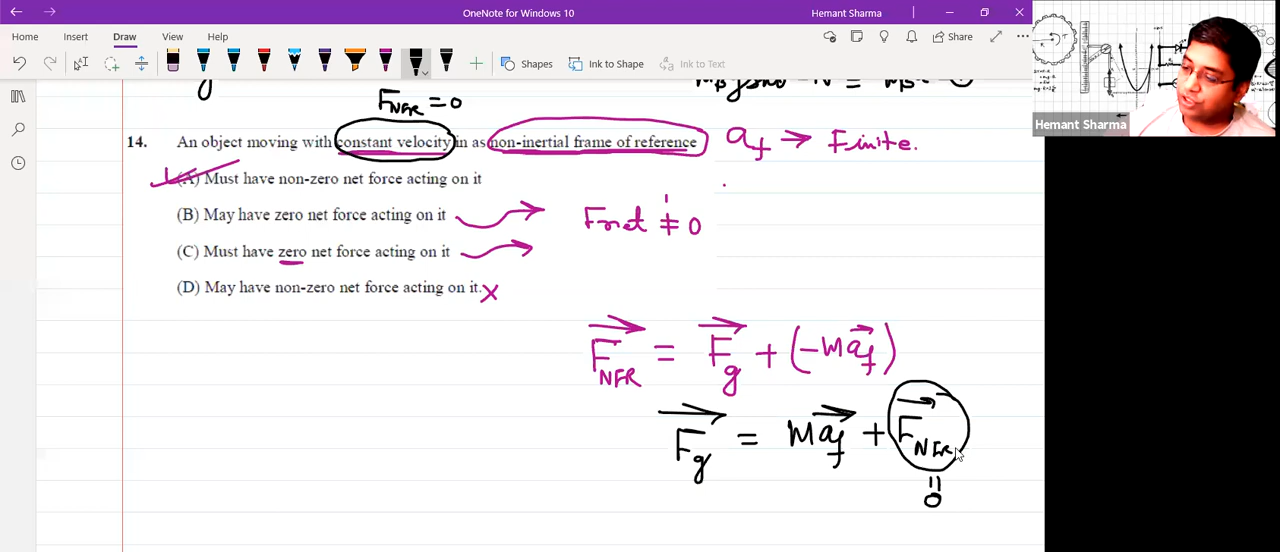 OneNote for Windows 10
Hemant Sharma
Home Insert Draw View Help
Share
Shapes
Ink to Shape
Ink to Text
Hemant Sharma
F_NFR = 0
14. An object moving with constant velocity in as non-inertial frame of reference
a_f → Finite.
(A) Must have non-zero net force acting on it
(B) May have zero net force acting on it
Fnet ≠ 0
(C) Must have zero net force acting on it
(D) May have non-zero net force acting on it. X
F_NFR = F_g + (-ma_f)
F_g = ma_f + F_NFR
=
0